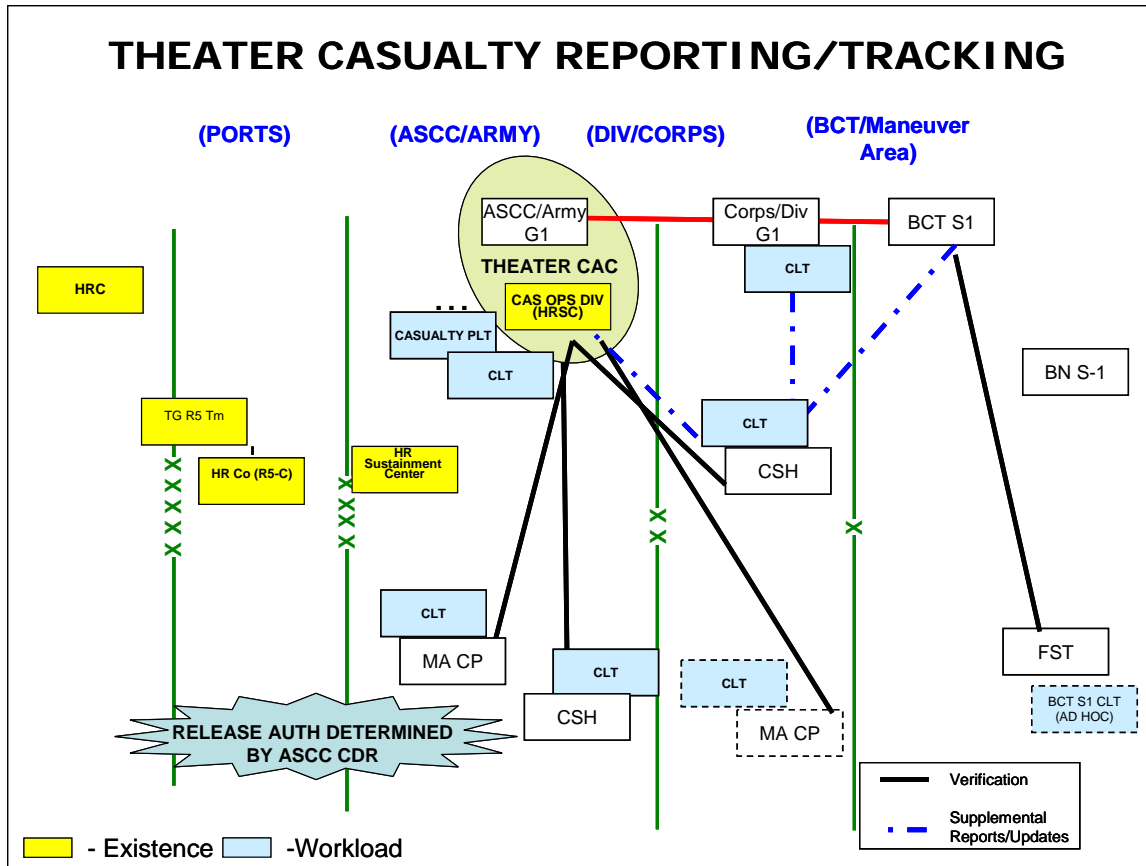 THEATER CASUALTY REPORTING/TRACKING
(PORTS)
(ASCC/ARMY)
(DIV/CORPS)
(BCT/Maneuver
Area)
ASCC/Army
G1
Corps/Div
G1
BCT S1
THEATER CAC
CLT
HRC
CAS OPS DIV
(HRSC)
...
CASUALTY PLT
CLT
BN S-1
TG R5 Tm
CLT
HR Co (R5-C)
HR
Sustainment
Center
CSH
X
X
X
X
X
X
X
X
X
X
X
X
CLT
MA CP
CLT
CSH
CLT
MA CP
FST
BCT S1 CLT
(AD HOC)
RELEASE AUTH DETERMINED
BY ASCC CDR
Verification
Supplemental
Reports/Updates
- Existence
-Workload